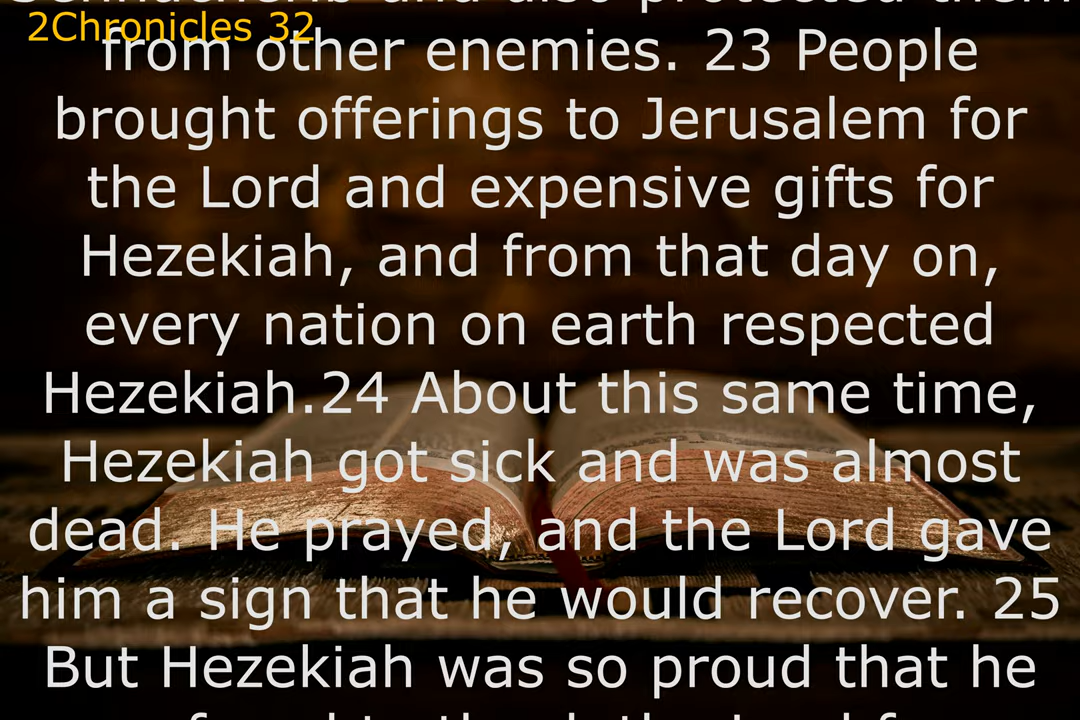 2Chronicles 32
from other enemies. 23 People
brought offerings to Jerusalem for
the Lord and expensive gifts for
Hezekiah, and from that day on,
every nation on earth respected
Hezekiah.24 About this same time,
Hezekiah got sick and was almost
dead. He prayed, and the Lord gave
him a sign that he would recover. 25
But Hezekiah was so proud that he